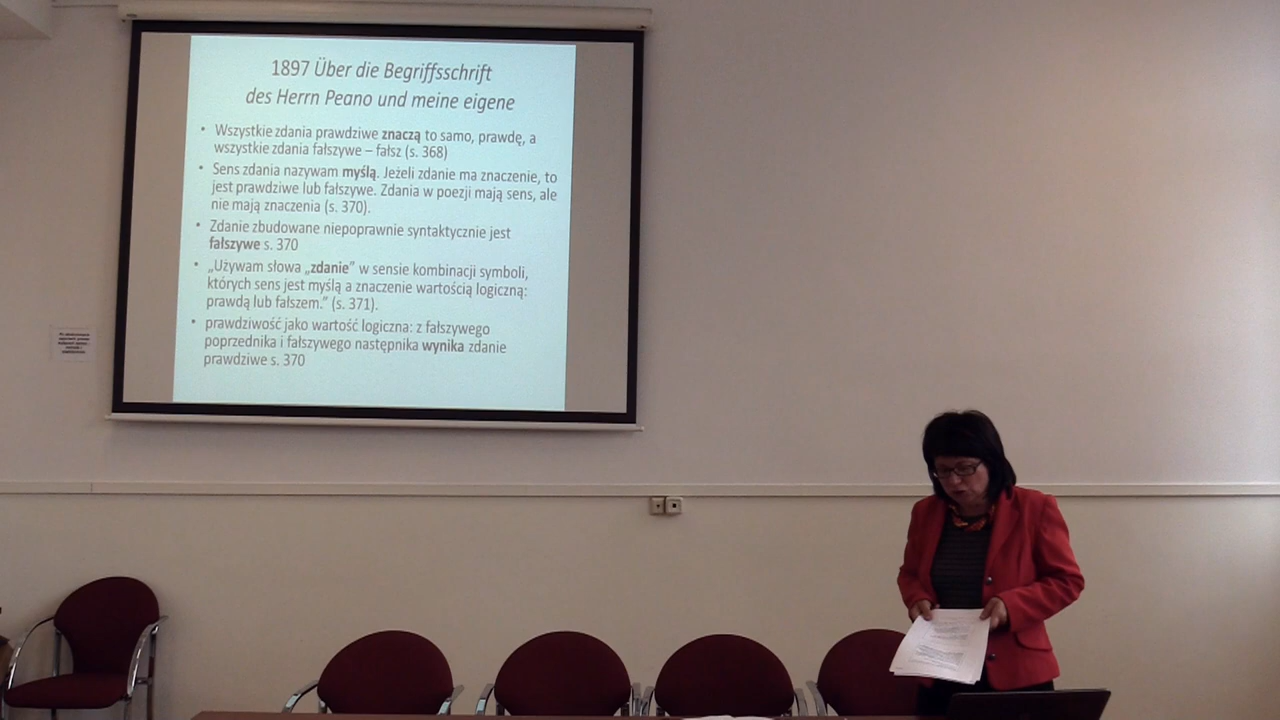 1897 Über die Begriffsschrift
des Herrn Peano und meine eigene
• Wszystkie zdania prawdziwe znaczą to samo, prawdę, a
wszystkie zdania fałszywe – fałsz (s. 368)
• Sens zdania nazywam myślą. Jeżeli zdanie ma znaczenie, to
jest prawdziwe lub fałszywe. Zdania w poezji mają sens, ale
nie mają znaczenia (s. 370).
• Zdanie zbudowane niepoprawnie syntaktycznie jest
fałszywe s. 370
• „Używam słowa „zdanie” w sensie kombinacji symboli,
których sens jest myślą a znaczenie wartością logiczną:
prawdą lub fałszem.” (s. 371).
• prawdziwość jako wartość logiczna: z fałszywego
poprzednika i fałszywego następnika wynika zdanie
prawdziwe s. 370